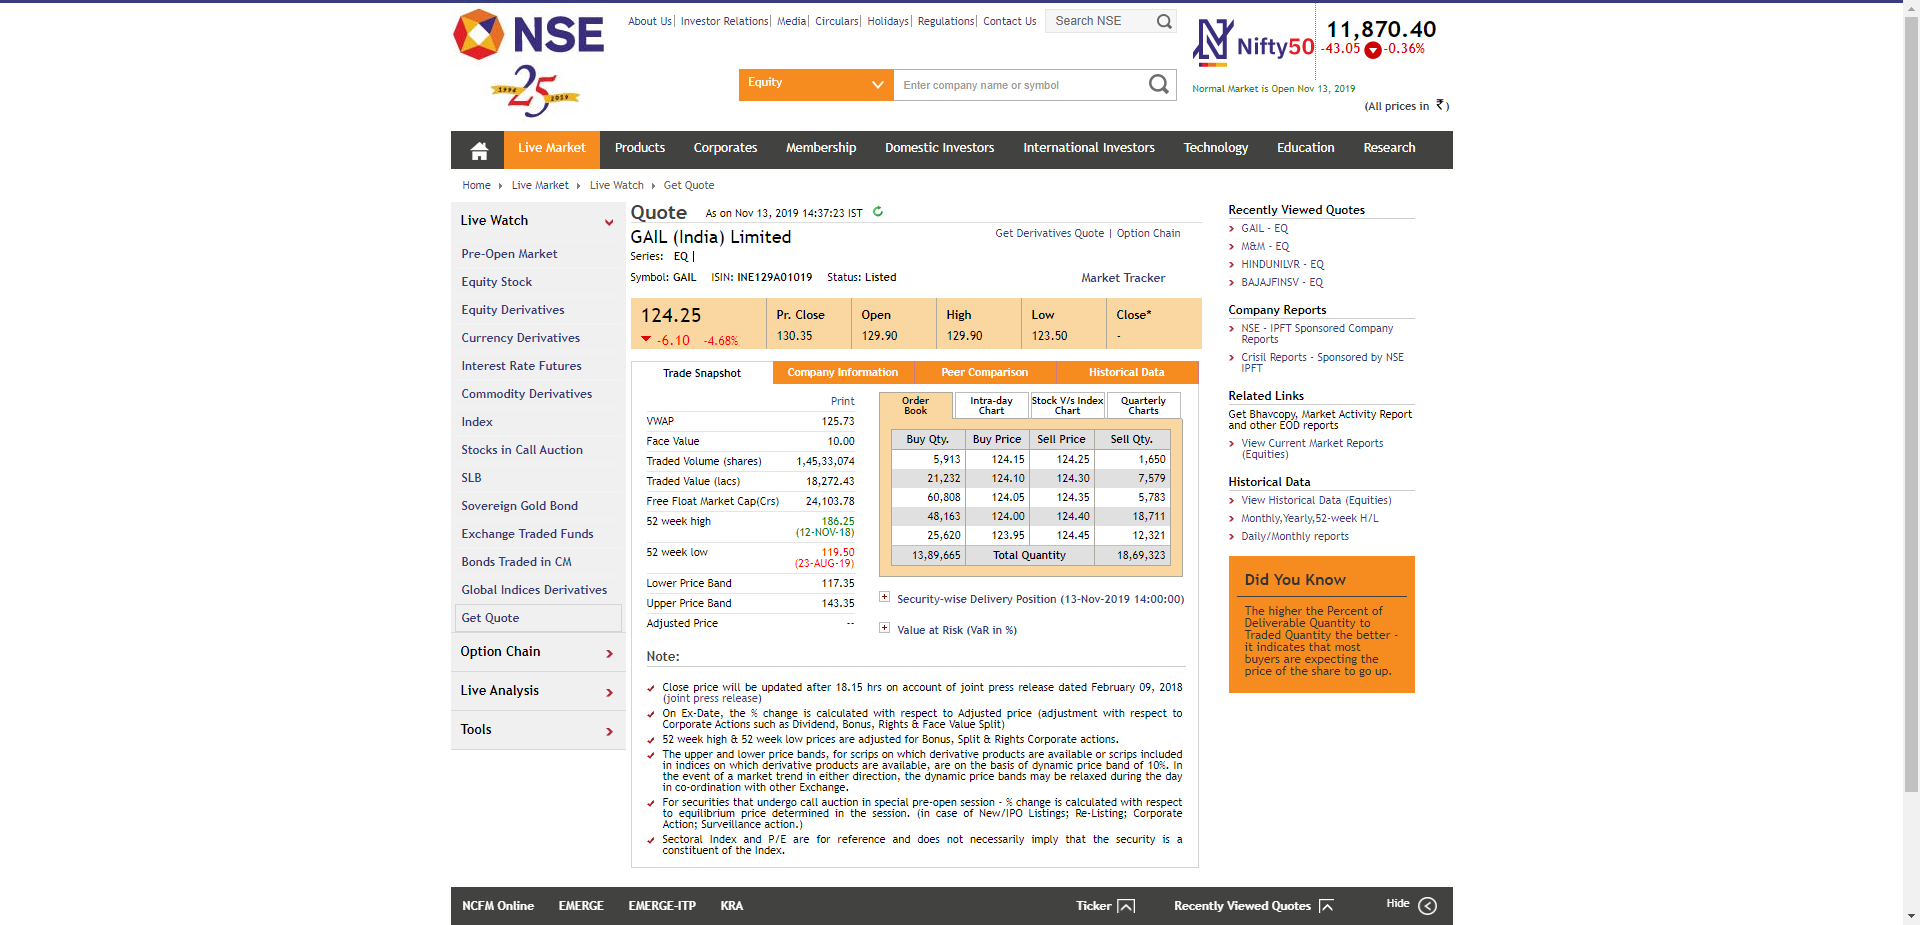 NSE
1994 25 2019
About Us| Investor Relations| Media| Circulars| Holidays| Regulations| Contact Us
Search NSE
Equity
Enter company name or symbol
Nifty50
11,870.40
-43.05 -0.36%
Normal Market is Open Nov 13, 2019
(All prices in ₹)
Live Market Products Corporates Membership Domestic Investors International Investors Technology Education Research
Home Live Market Live Watch Get Quote
Live Watch
Pre-Open Market
Equity Stock
Equity Derivatives
Currency Derivatives
Interest Rate Futures
Commodity Derivatives
Index
Stocks in Call Auction
SLB
Sovereign Gold Bond
Exchange Traded Funds
Bonds Traded in CM
Global Indices Derivatives
Get Quote
Option Chain
Live Analysis
Tools
Quote As on Nov 13, 2019 14:37:23 IST
GAIL (India) Limited
Get Derivatives Quote | Option Chain
Series: EQ |
Symbol: GAIL ISIN: INE129A01019 Status: Listed
Market Tracker
124.25
-6.10 -4.68%
Pr. Close Open High Low Close*
130.35 129.90 129.90 123.50 -
Trade Snapshot Company Information Peer Comparison Historical Data
Print
VWAP 125.73
Face Value 10.00
Traded Volume (shares) 1,45,33,074
Traded Value (lacs) 18,272.43
Free Float Market Cap(Crs) 24,103.78
52 week high 186.25
(12-NOV-18)
52 week low 119.50
(23-AUG-19)
Lower Price Band 117.35
Upper Price Band 143.35
Adjusted Price --
Order Book
Intra-day Chart
Stock V/s Index Chart
Quarterly Charts
Buy Qty. Buy Price Sell Price Sell Qty.
5,913 124.15 124.25 1,650
21,232 124.10 124.30 7,579
60,808 124.05 124.35 5,783
48,163 124.00 124.40 18,711
25,620 123.95 124.45 12,321
13,89,665 Total Quantity 18,69,323
Security-wise Delivery Position (13-Nov-2019 14:00:00)
Value at Risk (VaR in %)
Note:
Close price will be updated after 18.15 hrs on account of joint press release dated February 09, 2018
(joint press release)
On Ex-Date, the % change is calculated with respect to Adjusted price (adjustment with respect to
Corporate Actions such as Dividend, Bonus, Rights & Face Value Split)
52 week high & 52 week low prices are adjusted for Bonus, Split & Rights Corporate actions.
The upper and lower price bands, for scrips on which derivative products are available or scrips included
in indices on which derivative products are available, are on the basis of dynamic price band of 10%. In
the event of a market trend in either direction, the dynamic price bands may be relaxed during the day
in co-ordination with other Exchange.
For securities that undergo call auction in special pre-open session - % change is calculated with respect
to equilibrium price determined in the session. (in case of New/IPO Listings; Re-Listing; Corporate
Action; Surveillance action.)
Sectoral Index and P/E are for reference and does not necessarily imply that the security is a
constituent of the Index.
Recently Viewed Quotes
GAIL - EQ
M&M - EQ
HINDUNILVR - EQ
BAJAJFINSV - EQ
Company Reports
NSE - IPFT Sponsored Company
Reports
Crisil Reports - Sponsored by NSE
IPFT
Related Links
Get Bhavcopy, Market Activity Report
and other EOD reports
View Current Market Reports
(Equities)
Historical Data
View Historical Data (Equities)
Monthly,Yearly,52-week H/L
Daily/Monthly reports
Did You Know
The higher the Percent of
Deliverable Quantity to
Traded Quantity the better -
it indicates that most
buyers are expecting the
price of the share to go up.
NCFM Online EMERGE EMERGE-ITP KRA Ticker Recently Viewed Quotes Hide